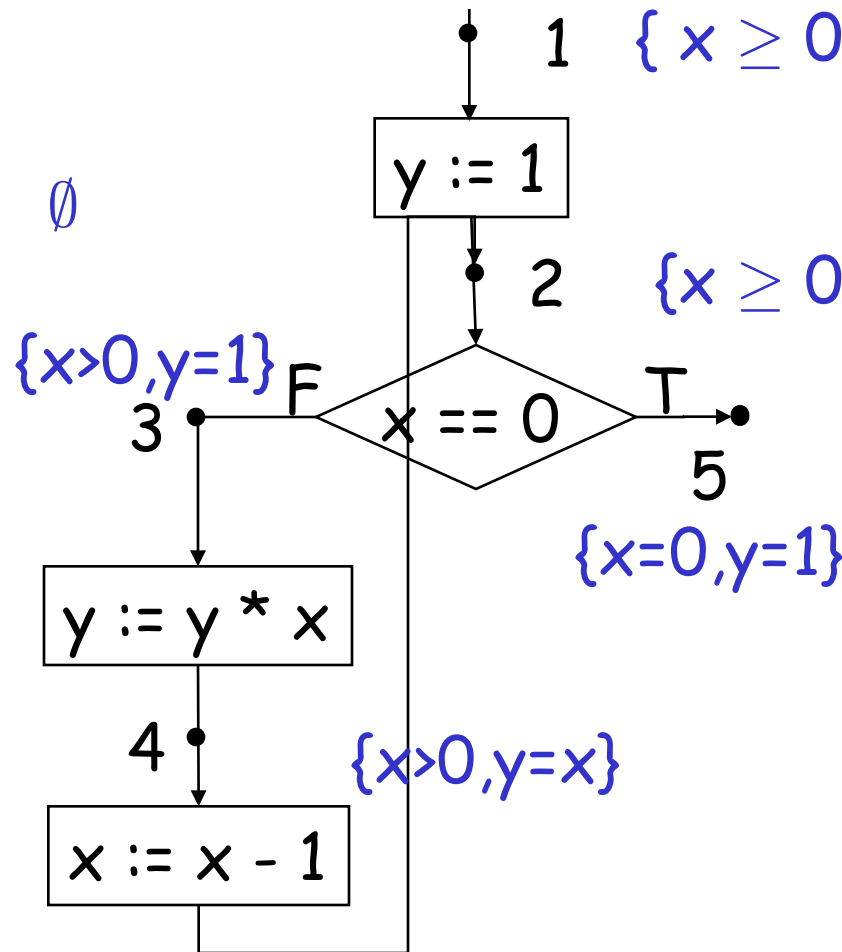 1 { x ≥ 0
y := 1
∅
2 {x ≥ 0
{x>0,y=1}
F
T
3
x == 0
5
{x=0,y=1}
y := y * x
4
{x>0,y=x}
x := x - 1